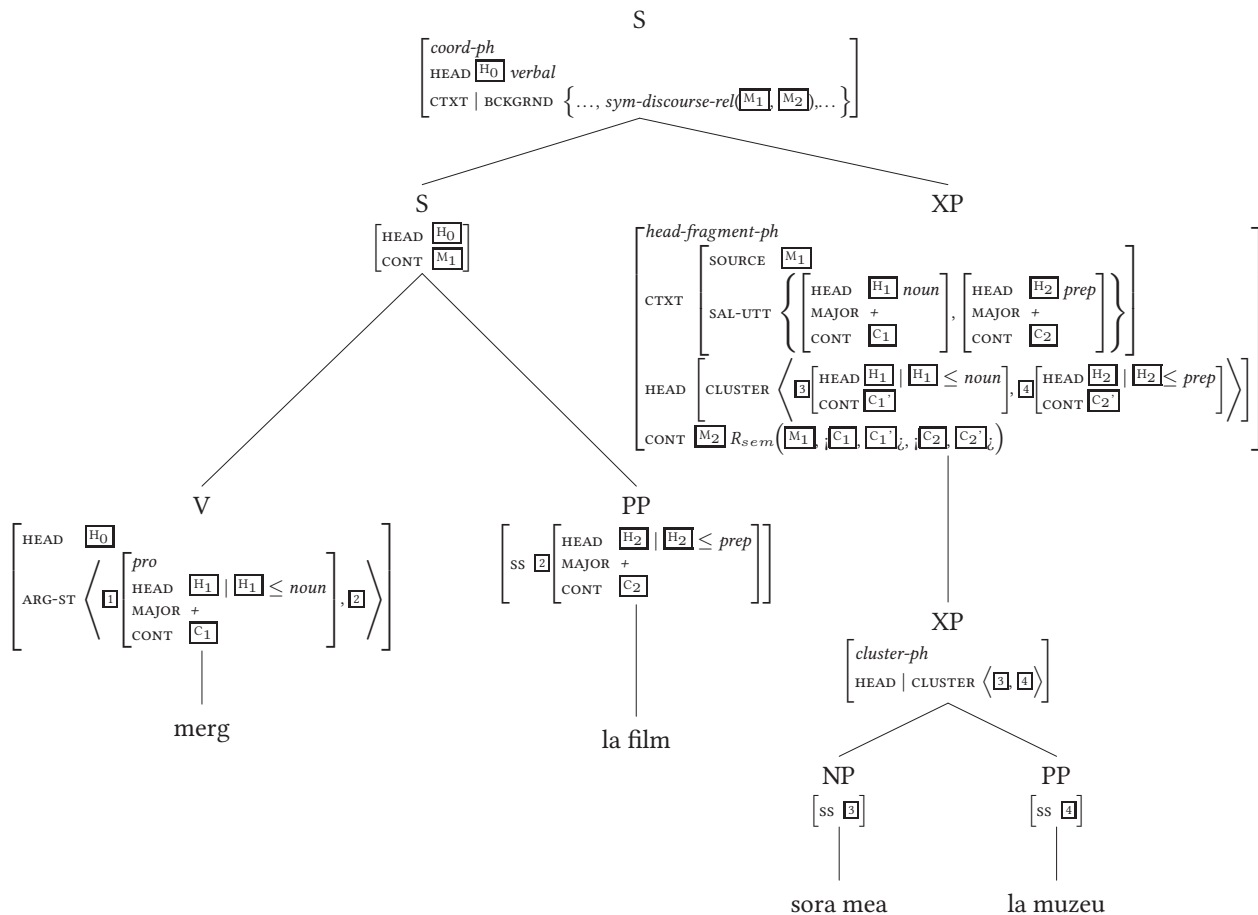 S
coord-ph
HEAD H0 verbal
CTXT | BCKGRND {…, sym-discourse-rel(M1, M2),…}
S
HEAD H0
CONT M1
XP
head-fragment-ph
CTXT
SOURCE M1
SAL-UTT
HEAD H1 noun
MAJOR +
CONT C1
,
HEAD H2 prep
MAJOR +
CONT C2
HEAD
CLUSTER
3 HEAD H1 | H1 ≤ noun
CONT C1'
, 4 HEAD H2 | H2 ≤ prep
CONT C2'
CONT M2 Rsem(M1, ¡C1, C1'¿, ¡C2, C2'¿)
V
HEAD H0
ARG-ST
1
pro
HEAD H1 | H1 ≤ noun
MAJOR +
CONT C1
, 2
merg
PP
SS 2
HEAD H2 | H2 ≤ prep
MAJOR +
CONT C2
la film
XP
cluster-ph
HEAD | CLUSTER ⟨3, 4⟩
NP
SS 3
sora mea
PP
SS 4
la muzeu